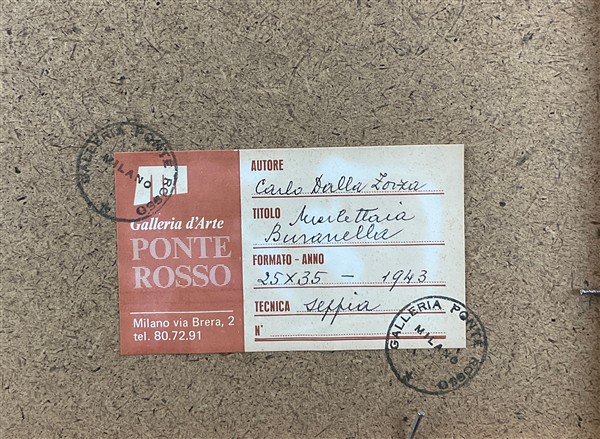 GALLERIA PONTE ROSSO
MILANO
Galleria d'Arte
PONTE
ROSSO
Milano via Brera, 2
tel. 80.72.91
AUTORE
Carlo Dalla Zorza
TITOLO Merlettaia
Buranella
FORMATO - ANNO
25x35 - 1943
TECNICA seppia
N°
GALLERIA PONTE ROSSO
MILANO